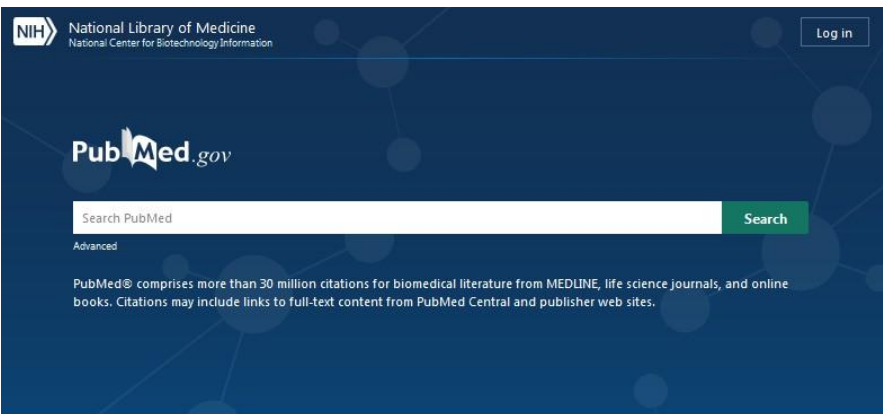 NIH
National Library of Medicine
National Center for Biotechnology Information
Log in
PubMed.gov
Search PubMed
Search
Advanced
PubMed® comprises more than 30 million citations for biomedical literature from MEDLINE, life science journals, and online
books. Citations may include links to full-text content from PubMed Central and publisher web sites.